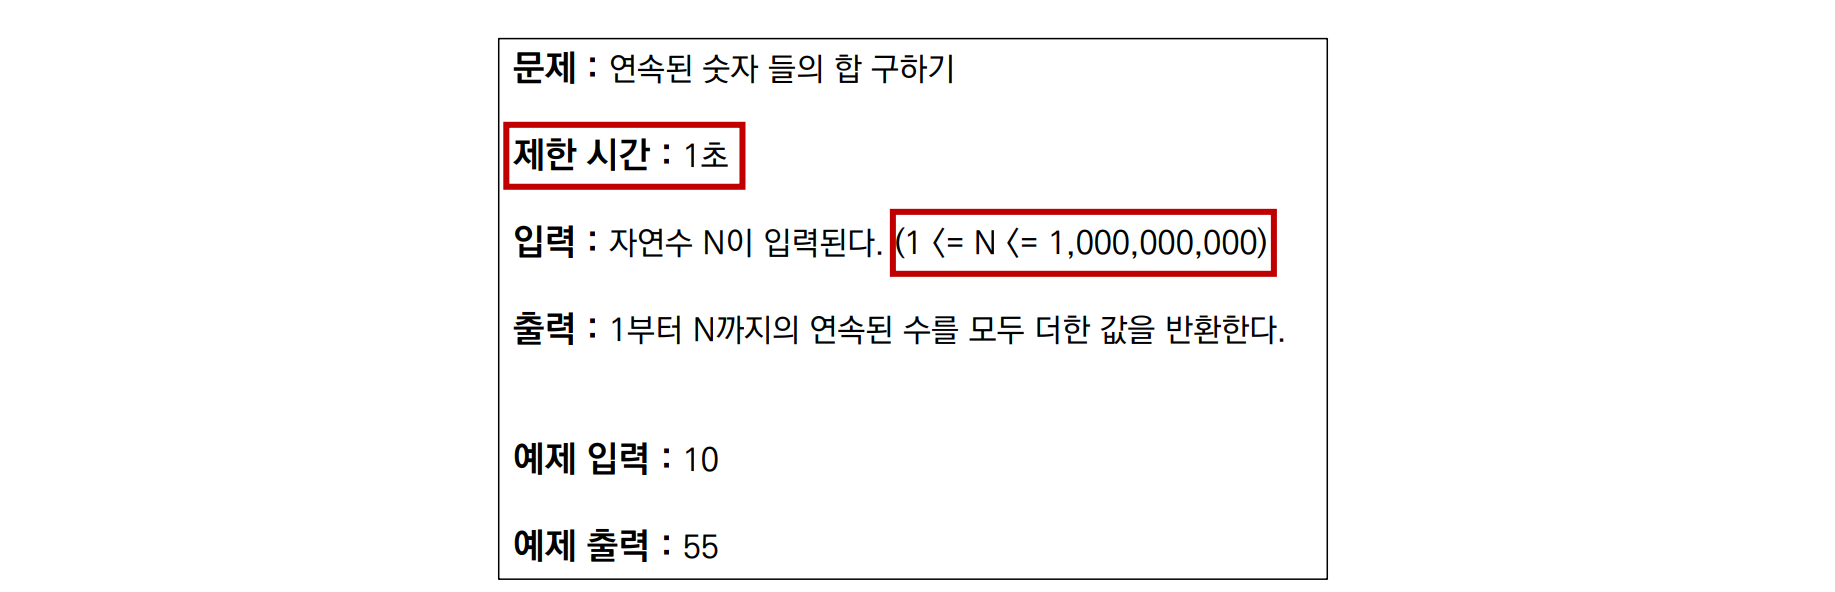 문제 : 연속된 숫자 들의 합 구하기
제한 시간 : 1초
입력 : 자연수 N이 입력된다. (1 <= N <= 1,000,000,000)
출력 : 1부터 N까지의 연속된 수를 모두 더한 값을 반환한다.
예제 입력 : 10
예제 출력 : 55